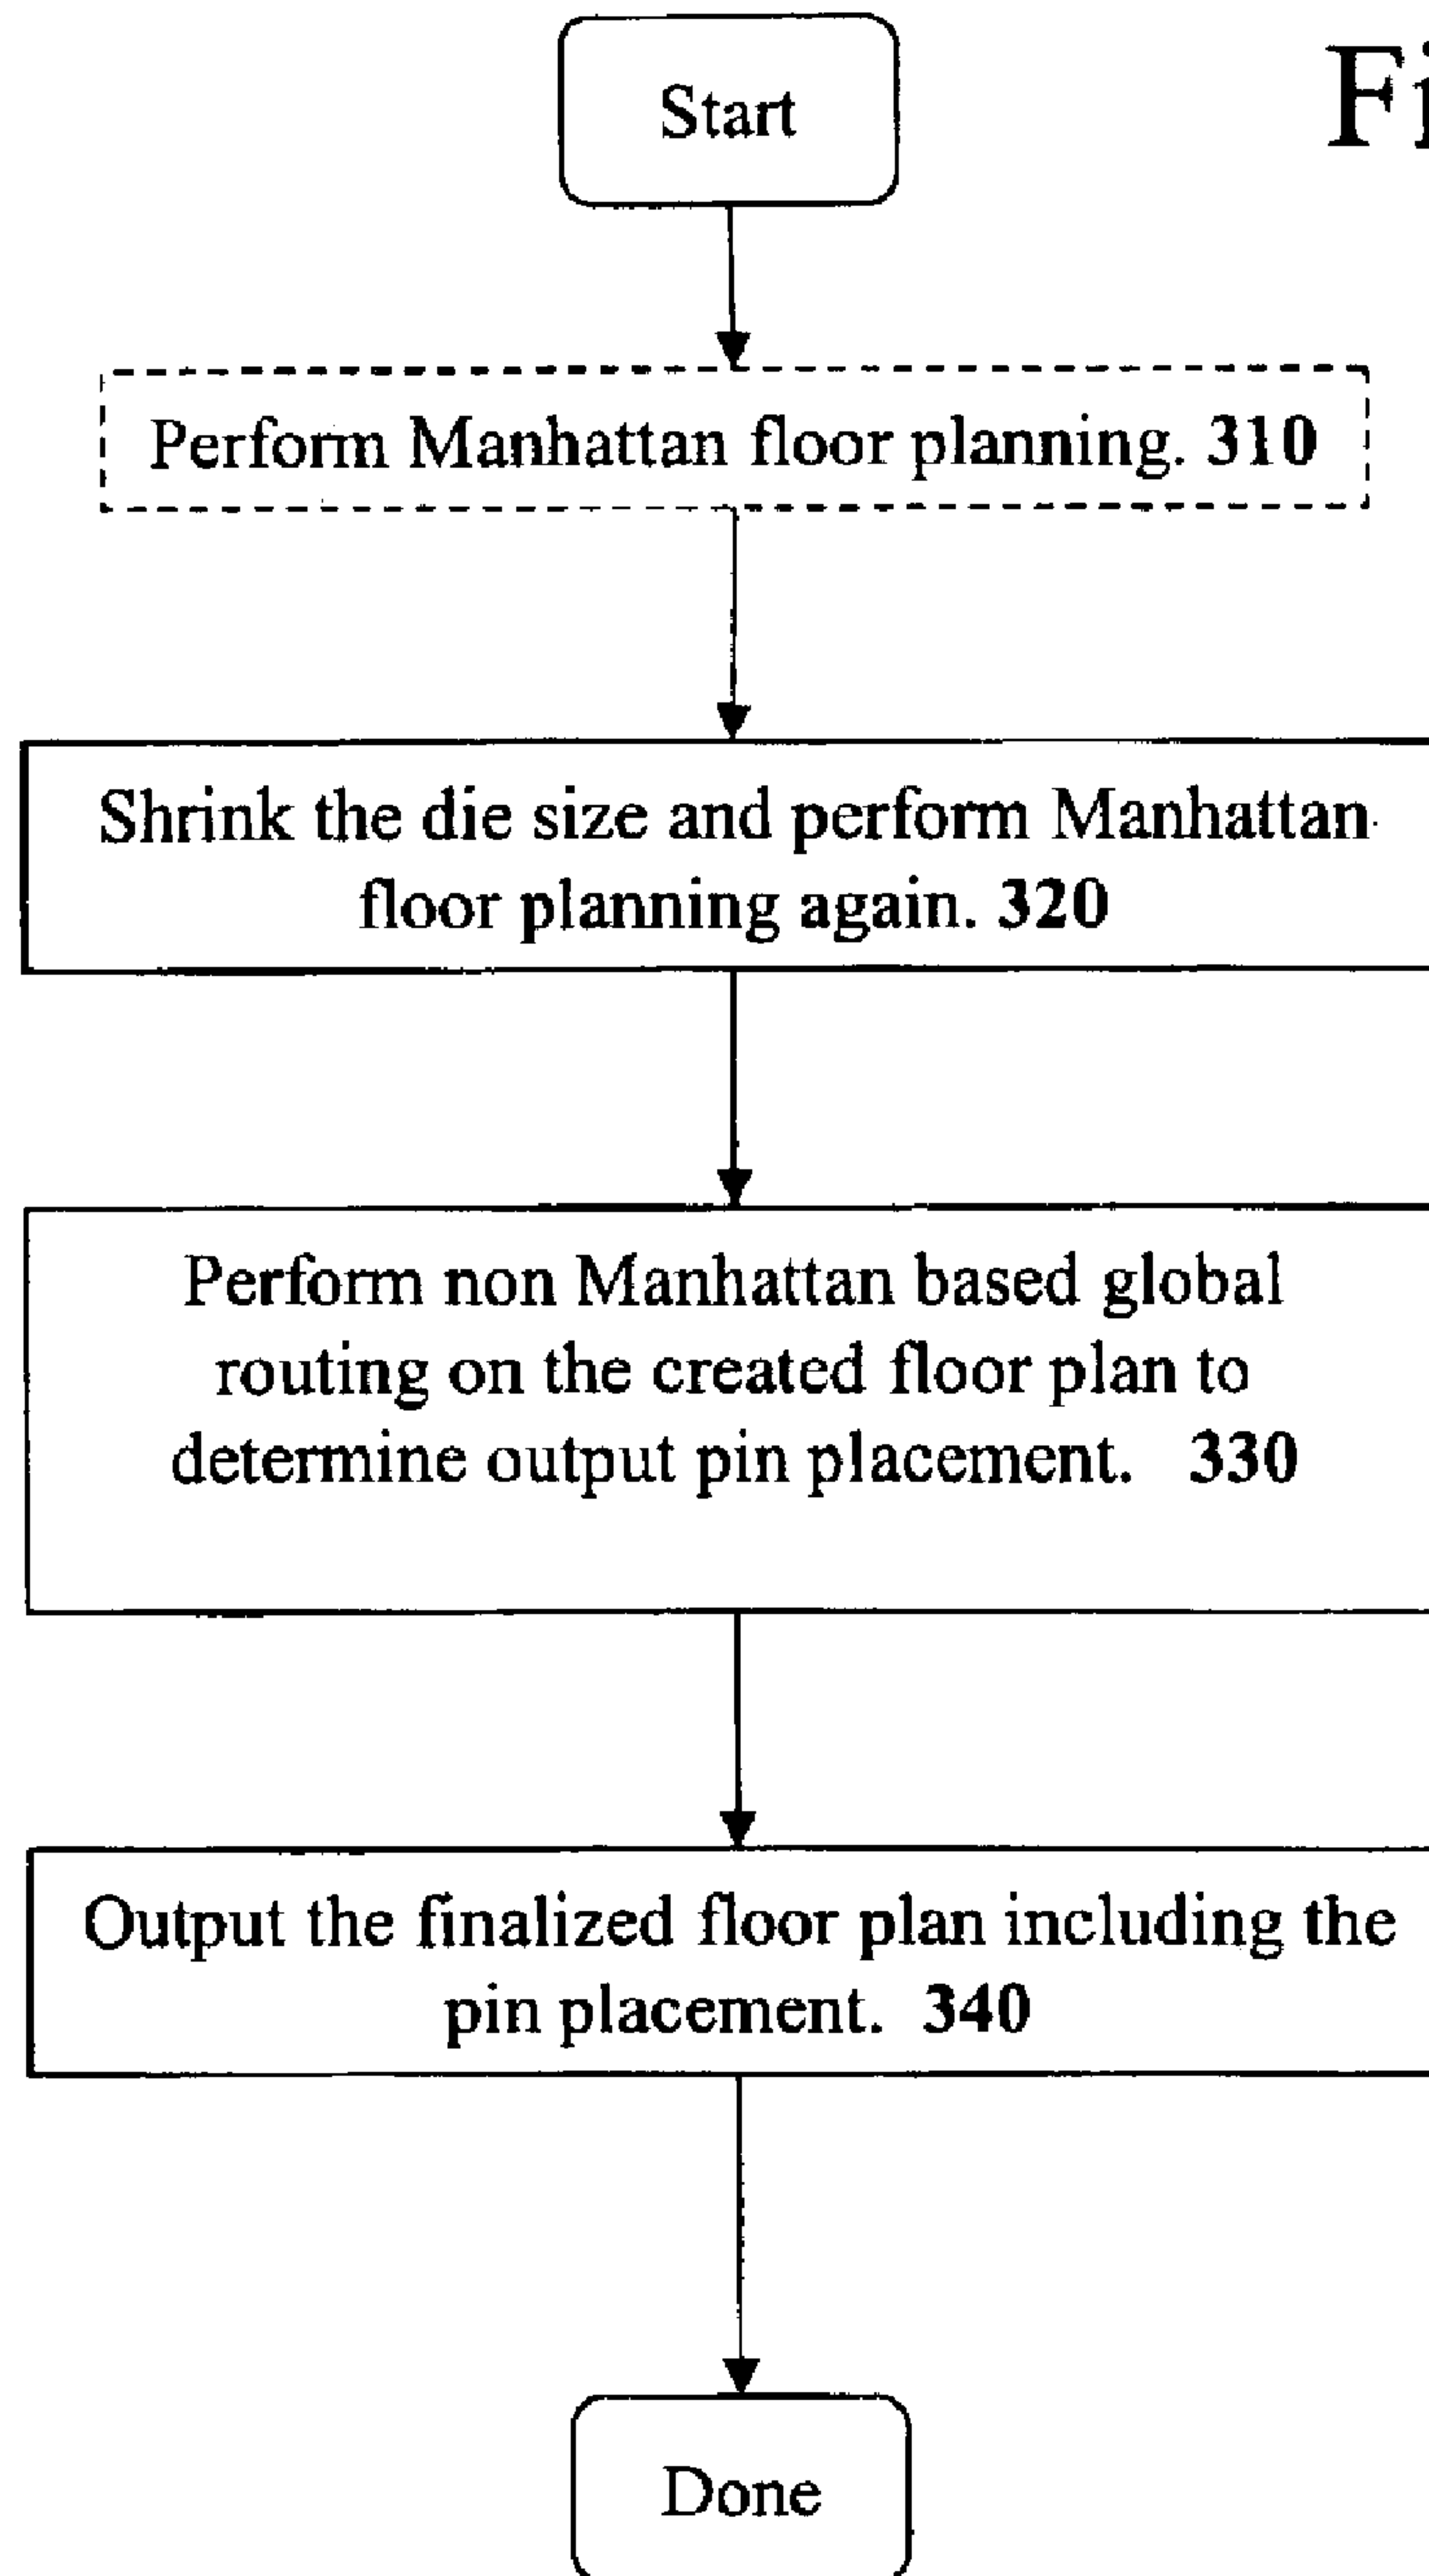 Start
Perform Manhattan floor planning. 310
Shrink the die size and perform Manhattan
floor planning again. 320
Perform non Manhattan based global
routing on the created floor plan to
determine output pin placement. 330
Output the finalized floor plan including the
pin placement. 340
Done